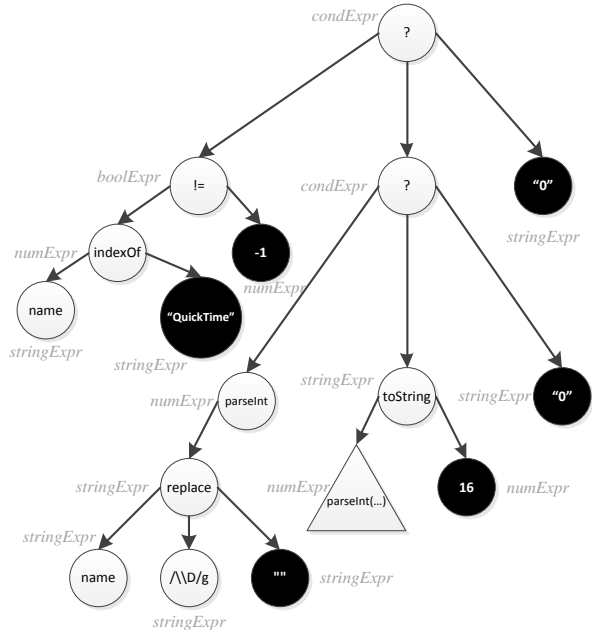 condExpr
?
boolExpr
!=
condExpr
?
“0”
stringExpr
numExpr
indexOf
-1
numExpr
name
stringExpr
“QuickTime”
stringExpr
numExpr
parseInt
stringExpr
toString
stringExpr
“0”
stringExpr
replace
numExpr
parseInt(…)
16
numExpr
stringExpr
name
/\\D/g
""
stringExpr